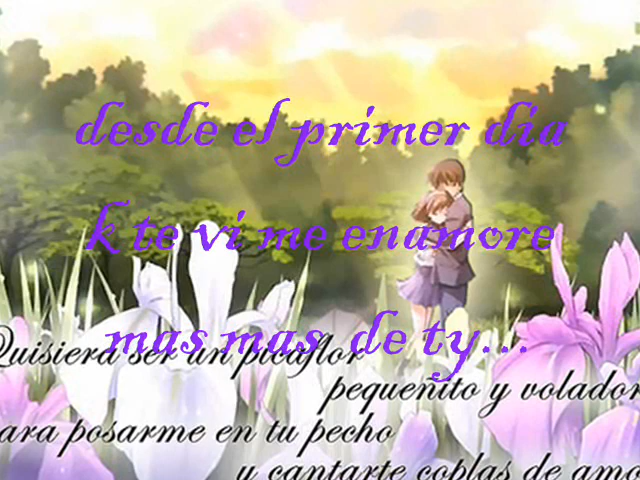 desde el primer dia
k te vi me enamore
mas mas de ty...
Quisiera ser un picaflor
pequeñito y volador
para posarme en tu pecho
y cantarte coplas de amo